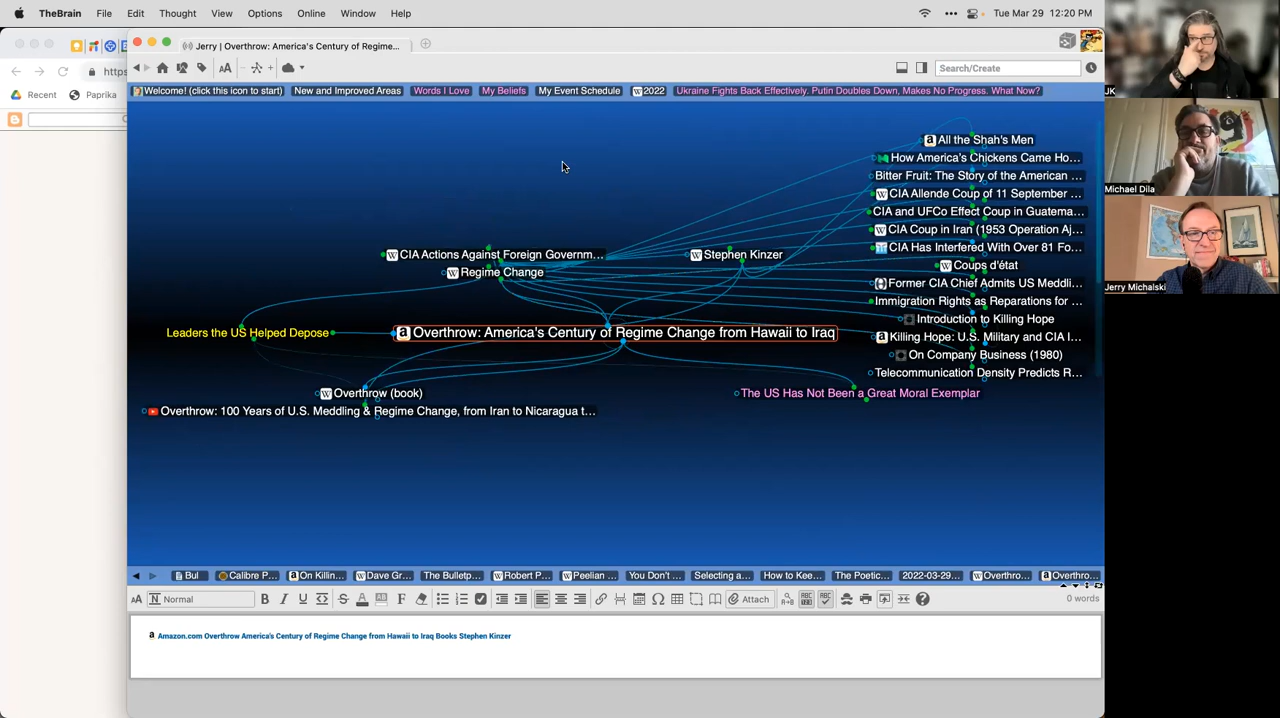 TheBrain File Edit Thought View Options Online Window Help Tue Mar 29 12:20 PM
Jerry | Overthrow: America's Century of Regime...
https
Search/Create
Recent Paprika
Welcome! (click this icon to start) New and Improved Areas Words I Love My Beliefs My Event Schedule 2022 Ukraine Fights Back Effectively. Putin Doubles Down, Makes No Progress. What Now?
JK
All the Shah's Men
How America's Chickens Came Ho...
Bitter Fruit: The Story of the American ...
CIA Allende Coup of 11 September ...
CIA and UFCo Effect Coup in Guatema...
CIA Coup in Iran (1953 Operation Aj...
CIA Has Interfered With Over 81 Fo...
Coups d'état
Former CIA Chief Admits US Meddli...
Immigration Rights as Reparations for ...
Introduction to Killing Hope
Killing Hope: U.S. Military and CIA I...
On Company Business (1980)
Telecommunication Density Predicts R...
Michael Dila
Jerry Michalski
CIA Actions Against Foreign Governm...
Stephen Kinzer
Regime Change
Leaders the US Helped Depose
Overthrow: America's Century of Regime Change from Hawaii to Iraq
Overthrow (book)
The US Has Not Been a Great Moral Exemplar
Overthrow: 100 Years of U.S. Meddling & Regime Change, from Iran to Nicaragua t...
Bul Calibre P... On Killin... Dave Gr... The Bulletp... Robert P... Peelian ... You Don't ... Selecting a... How to Kee... The Poetic... 2022-03-29... Overthro... Overthro...
Normal B I U S A Attach 0 words
Amazon.com Overthrow America's Century of Regime Change from Hawaii to Iraq Books Stephen Kinzer